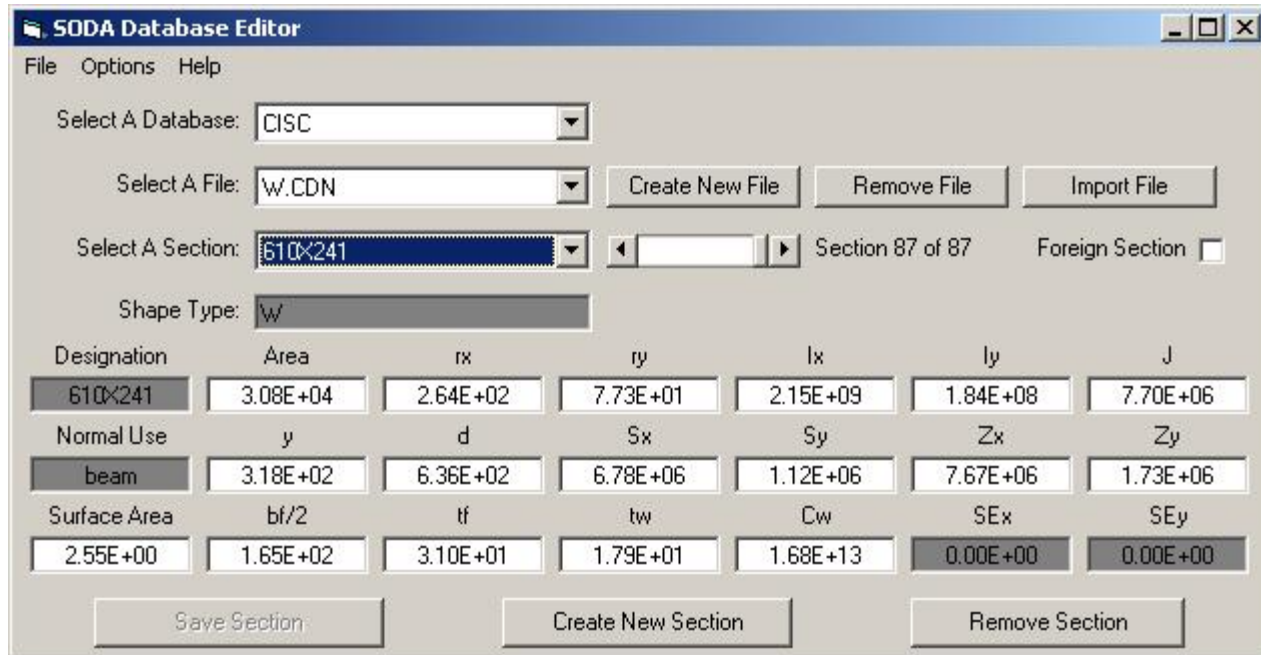 SODA Database Editor
File Options Help
Select A Database: CISC
Select A File: W.CDN Create New File Remove File Import File
Select A Section: 610X241 Section 87 of 87 Foreign Section
Shape Type: W
Designation Area rx ry Ix Iy J
610X241 3.08E+04 2.64E+02 7.73E+01 2.15E+09 1.84E+08 7.70E+06
Normal Use y d Sx Sy Zx Zy
beam 3.18E+02 6.36E+02 6.78E+06 1.12E+06 7.67E+06 1.73E+06
Surface Area bf/2 tf tw Cw SEx SEy
2.55E+00 1.65E+02 3.10E+01 1.79E+01 1.68E+13 0.00E+00 0.00E+00
Save Section Create New Section Remove Section